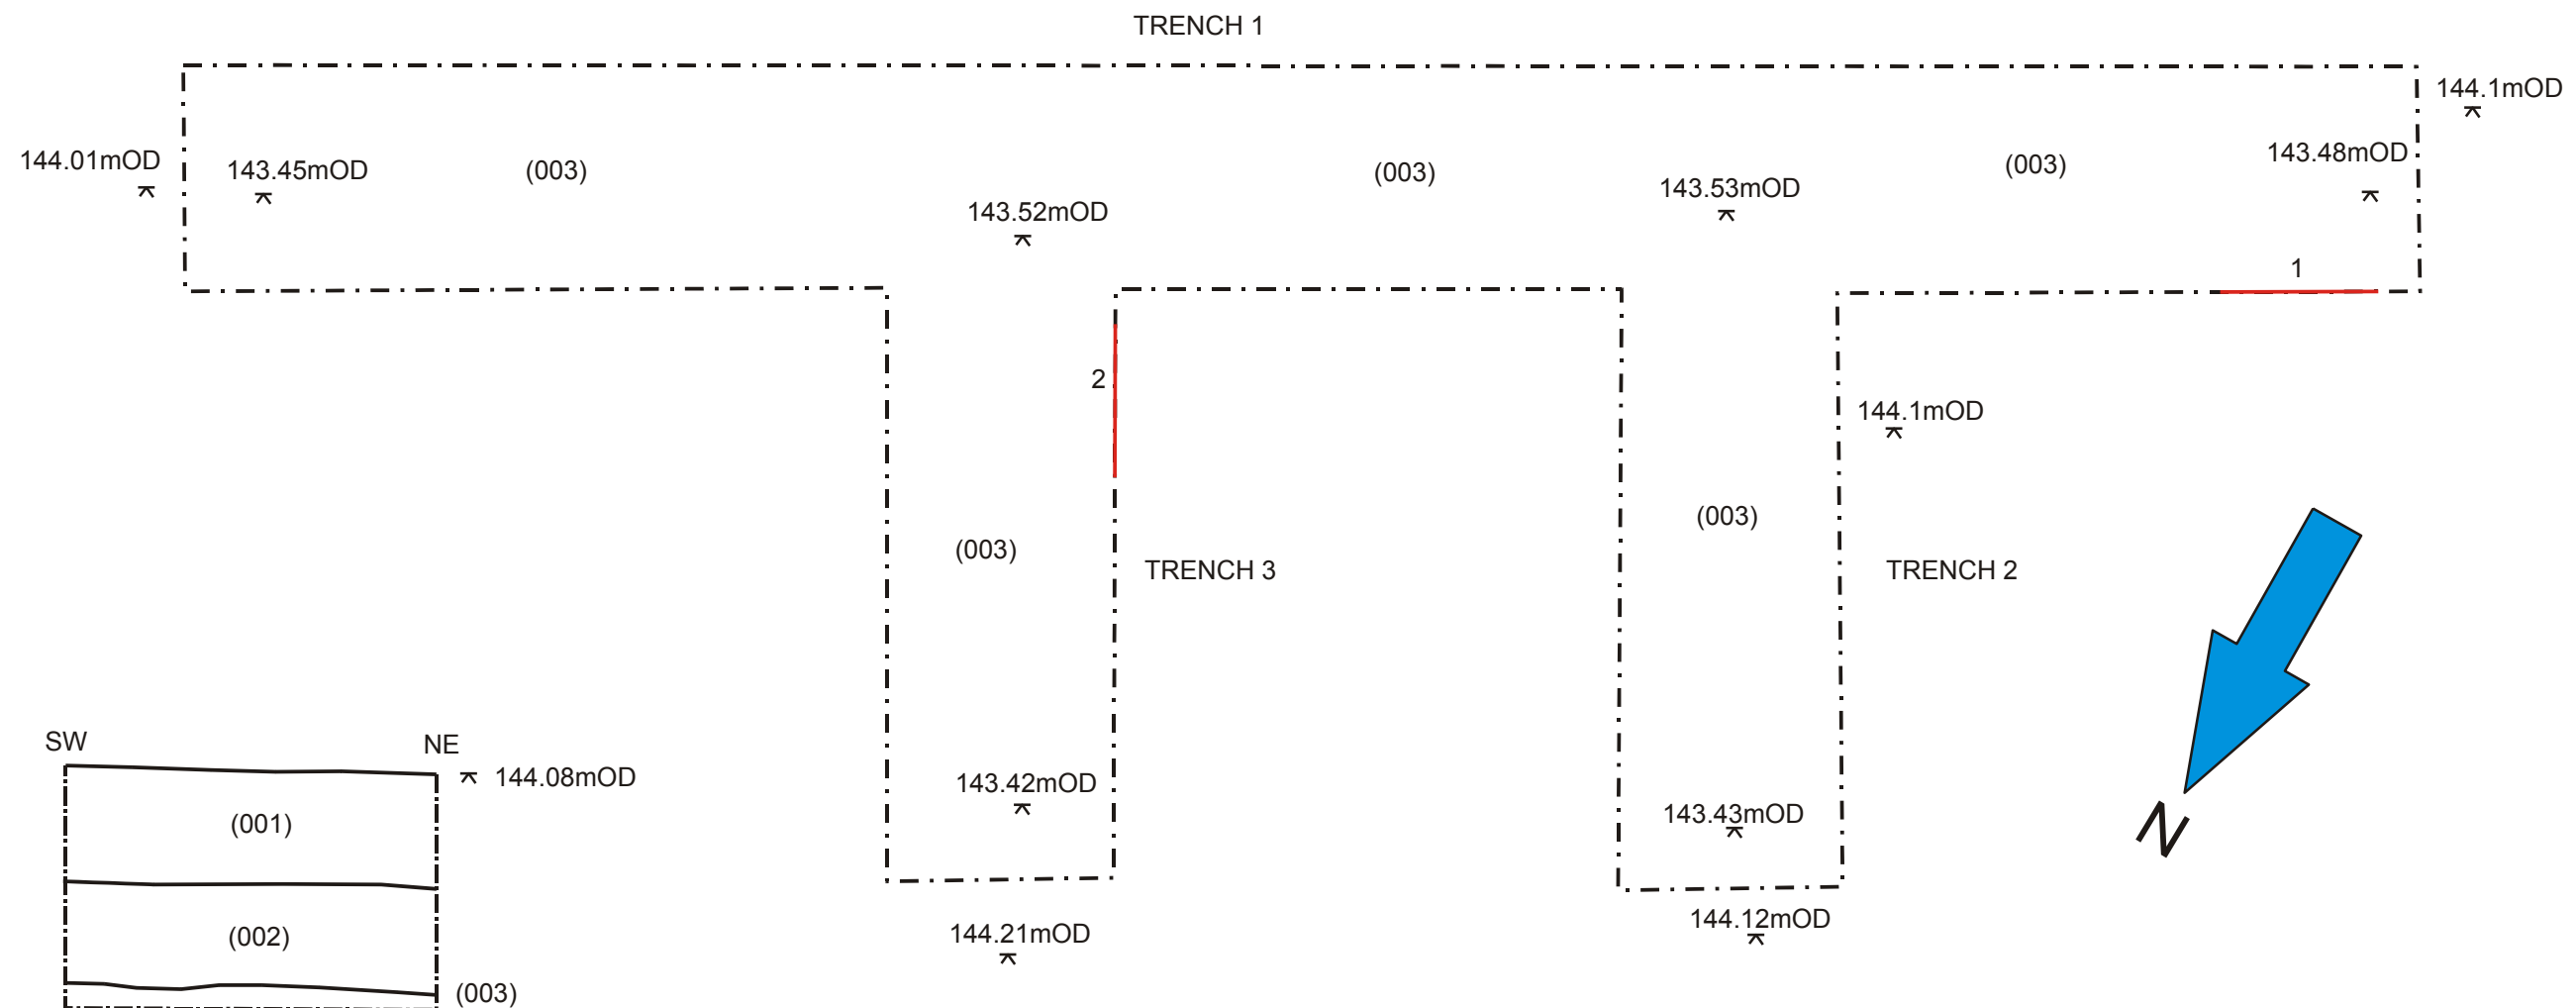 TRENCH 1
144.1mOD
144.01mOD
143.45mOD
(003)
143.52mOD
(003)
143.53mOD
(003)
143.48mOD
1
2
144.1mOD
(003)
(003)
TRENCH 3
TRENCH 2
SW
NE
144.08mOD
(001)
143.42mOD
143.43mOD
N
(002)
144.21mOD
144.12mOD
(003)